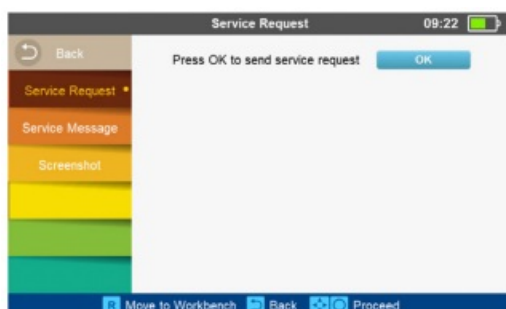 Service Request 09:22
Back
Press OK to send service request OK
Service Request
Service Message
Screenshot
R Move to Workbench Back Proceed